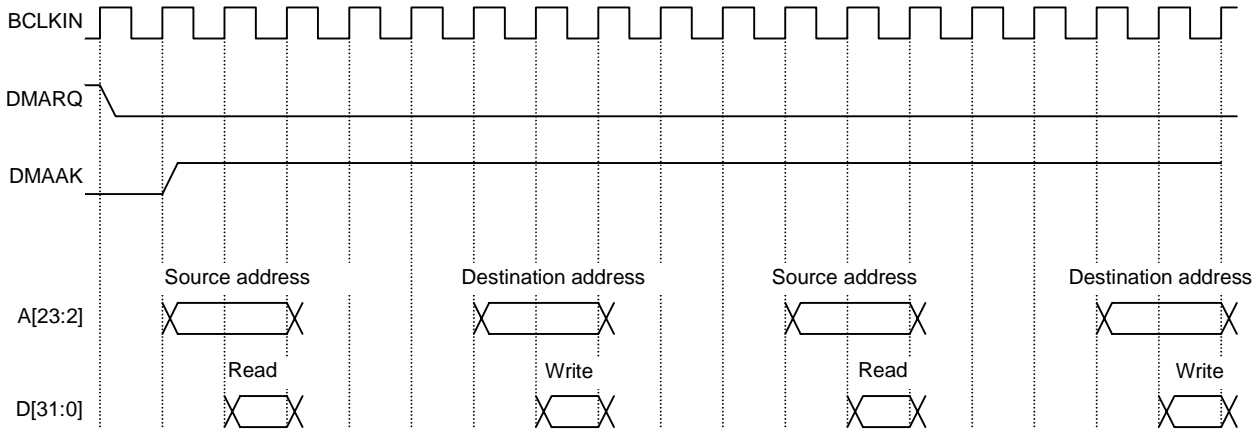 BCLKIN
DMARQ
DMAAK
Source address Destination address Source address Destination address
A[23:2]
Read Write Read Write
D[31:0]